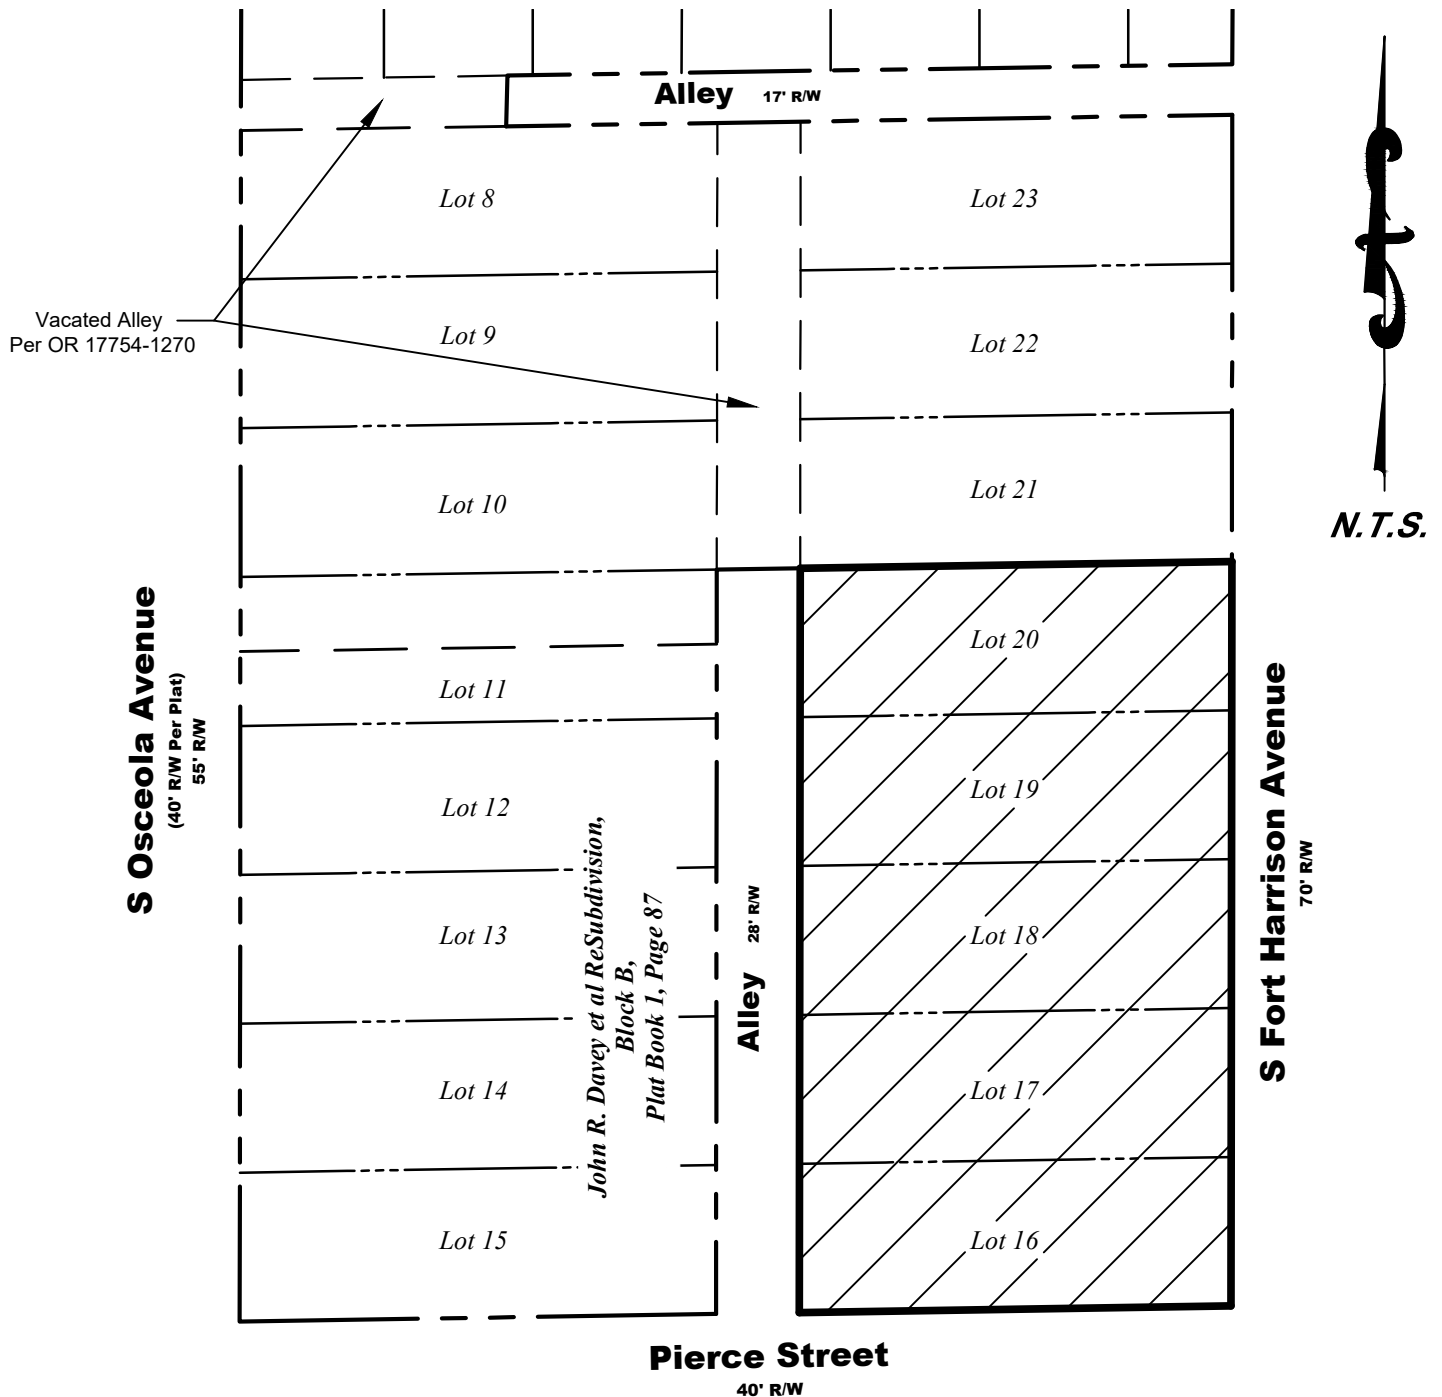 Alley 17' R/W
Lot 8
Lot 23
Vacated Alley
Per OR 17754-1270
Lot 9
Lot 22
Lot 10
Lot 21
N.T.S.
S Osceola Avenue
(40' R/W Per Plat)
55' R/W
Lot 11
Lot 20
Lot 12
Lot 19
Lot 13
Lot 18
Lot 14
Lot 17
Lot 15
Lot 16
John R. Davey et al ReSubdivision,
Block B,
Plat Book 1, Page 87
Alley 28' R/W
S Fort Harrison Avenue
70' R/W
Pierce Street
40' R/W